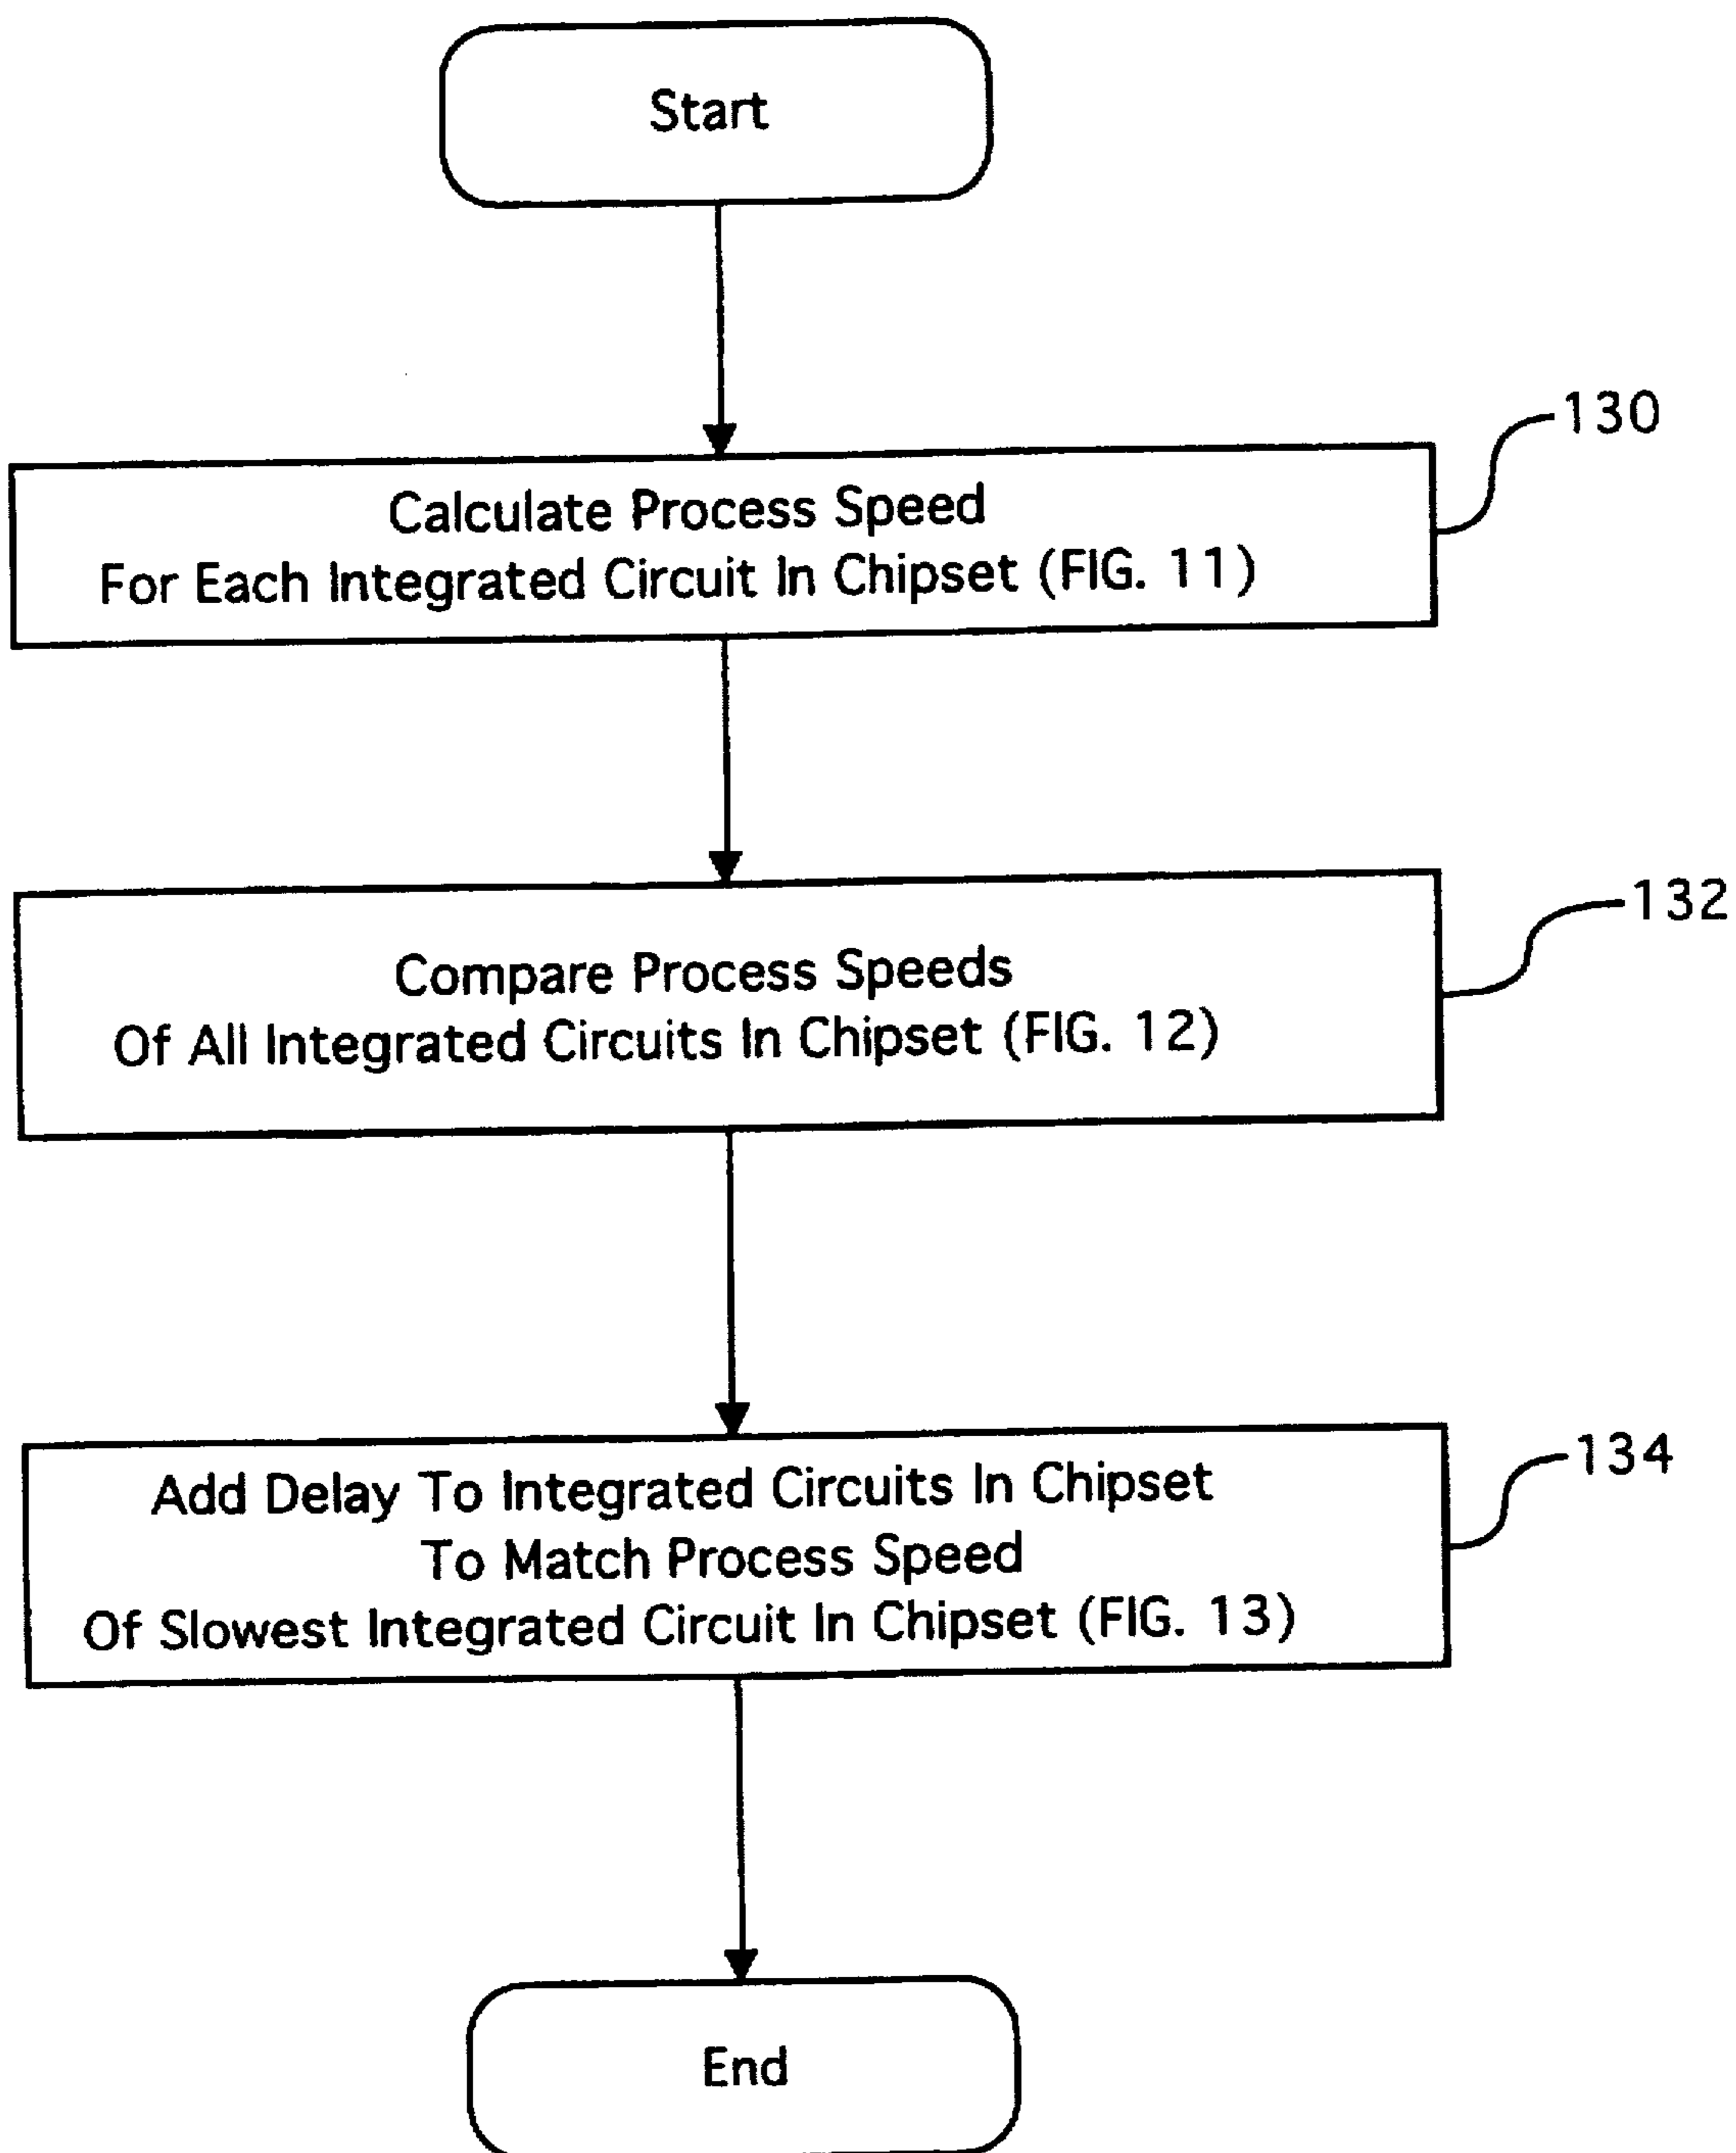 Start
130
Calculate Process Speed
For Each Integrated Circuit In Chipset (FIG. 11)
132
Compare Process Speeds
Of All Integrated Circuits In Chipset (FIG. 12)
134
Add Delay To Integrated Circuits In Chipset
To Match Process Speed
Of Slowest Integrated Circuit In Chipset (FIG. 13)
End